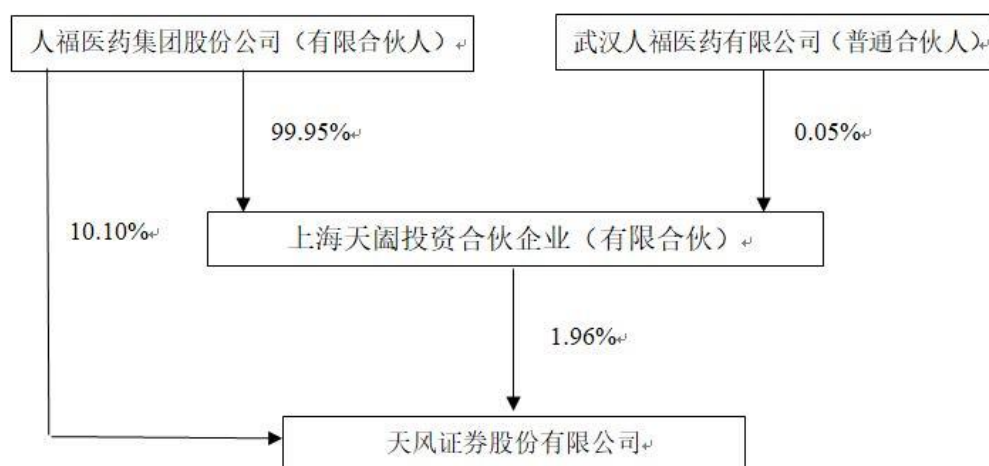 人福医药集团股份公司（有限合伙人）
武汉人福医药有限公司（普通合伙人）
99.95%
0.05%
10.10%
上海天阖投资合伙企业（有限合伙）
1.96%
天风证券股份有限公司